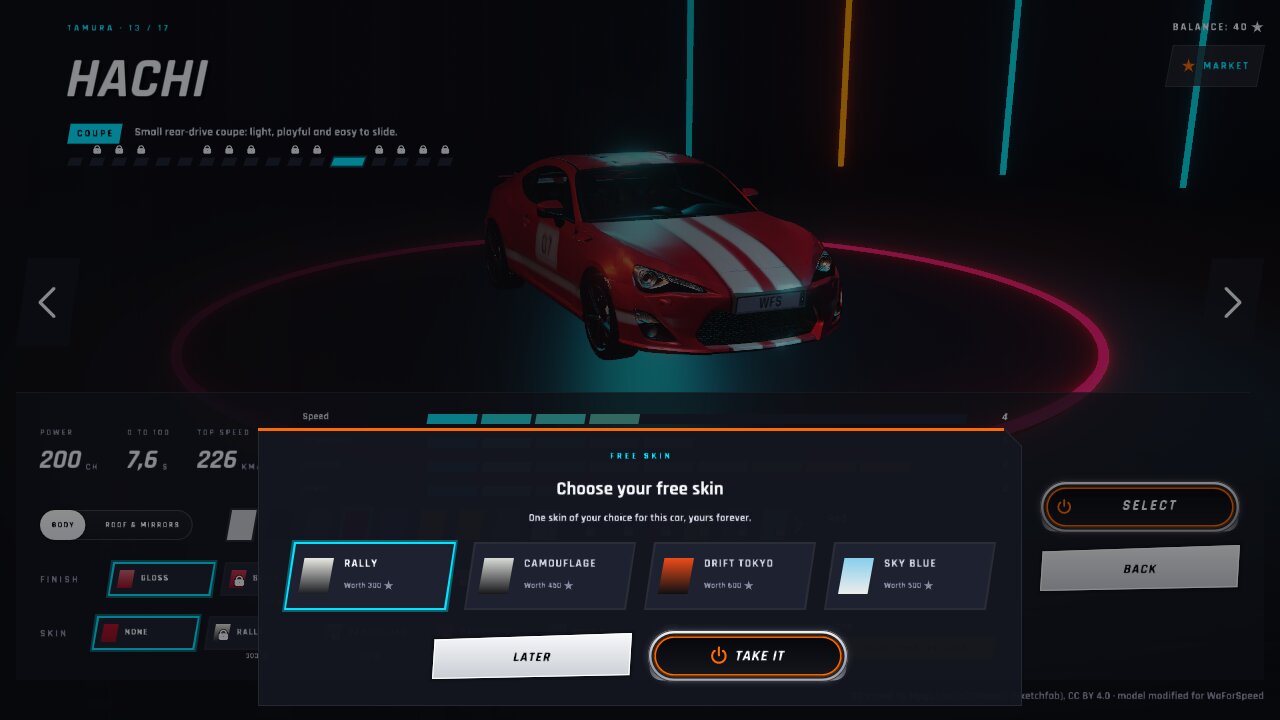 TAMURA · 13 / 17
BALANCE: 40
HACHI
MARKET
COUPE
Small rear-drive coupe: light, playful and easy to slide.
07
WFS
Speed
4
POWER
0 TO 100
TOP SPEED
200 CH
7,6 S
226
FREE SKIN
Choose your free skin
One skin of your choice for this car, yours forever.
BODY
ROOF & MIRRORS
SELECT
RALLY
Worth 300
CAMOUFLAGE
Worth 450
DRIFT TOKYO
Worth 600
SKY BLUE
Worth 500
BACK
FINISH
GLOSS
SKIN
NONE
LATER
TAKE IT
CC BY 4.0 · model modified for WoForSpeed